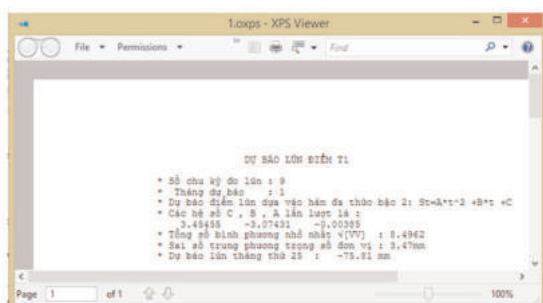 1.oxps - XPS Viewer
File Permissions Find
DỰ BÁO LÚN ĐIỂM T1
* Số chu kỳ đo lún : 9
* Tháng dự báo : 1
* Dự báo điểm lún dựa vào hàm đa thức bậc 2: St=A*t^2 +B*t +C
* Các hệ số C , B , A lần lượt là :
3.45455 -3.07431 -0.00385
* Tổng số bình phương nhỏ nhất √[VV] : 8.4962
* Sai số trung phương trọng số đơn vị : 3.47mm
* Dự báo lún tháng thứ 25 : -75.81 mm
Page 1 of 1 100%